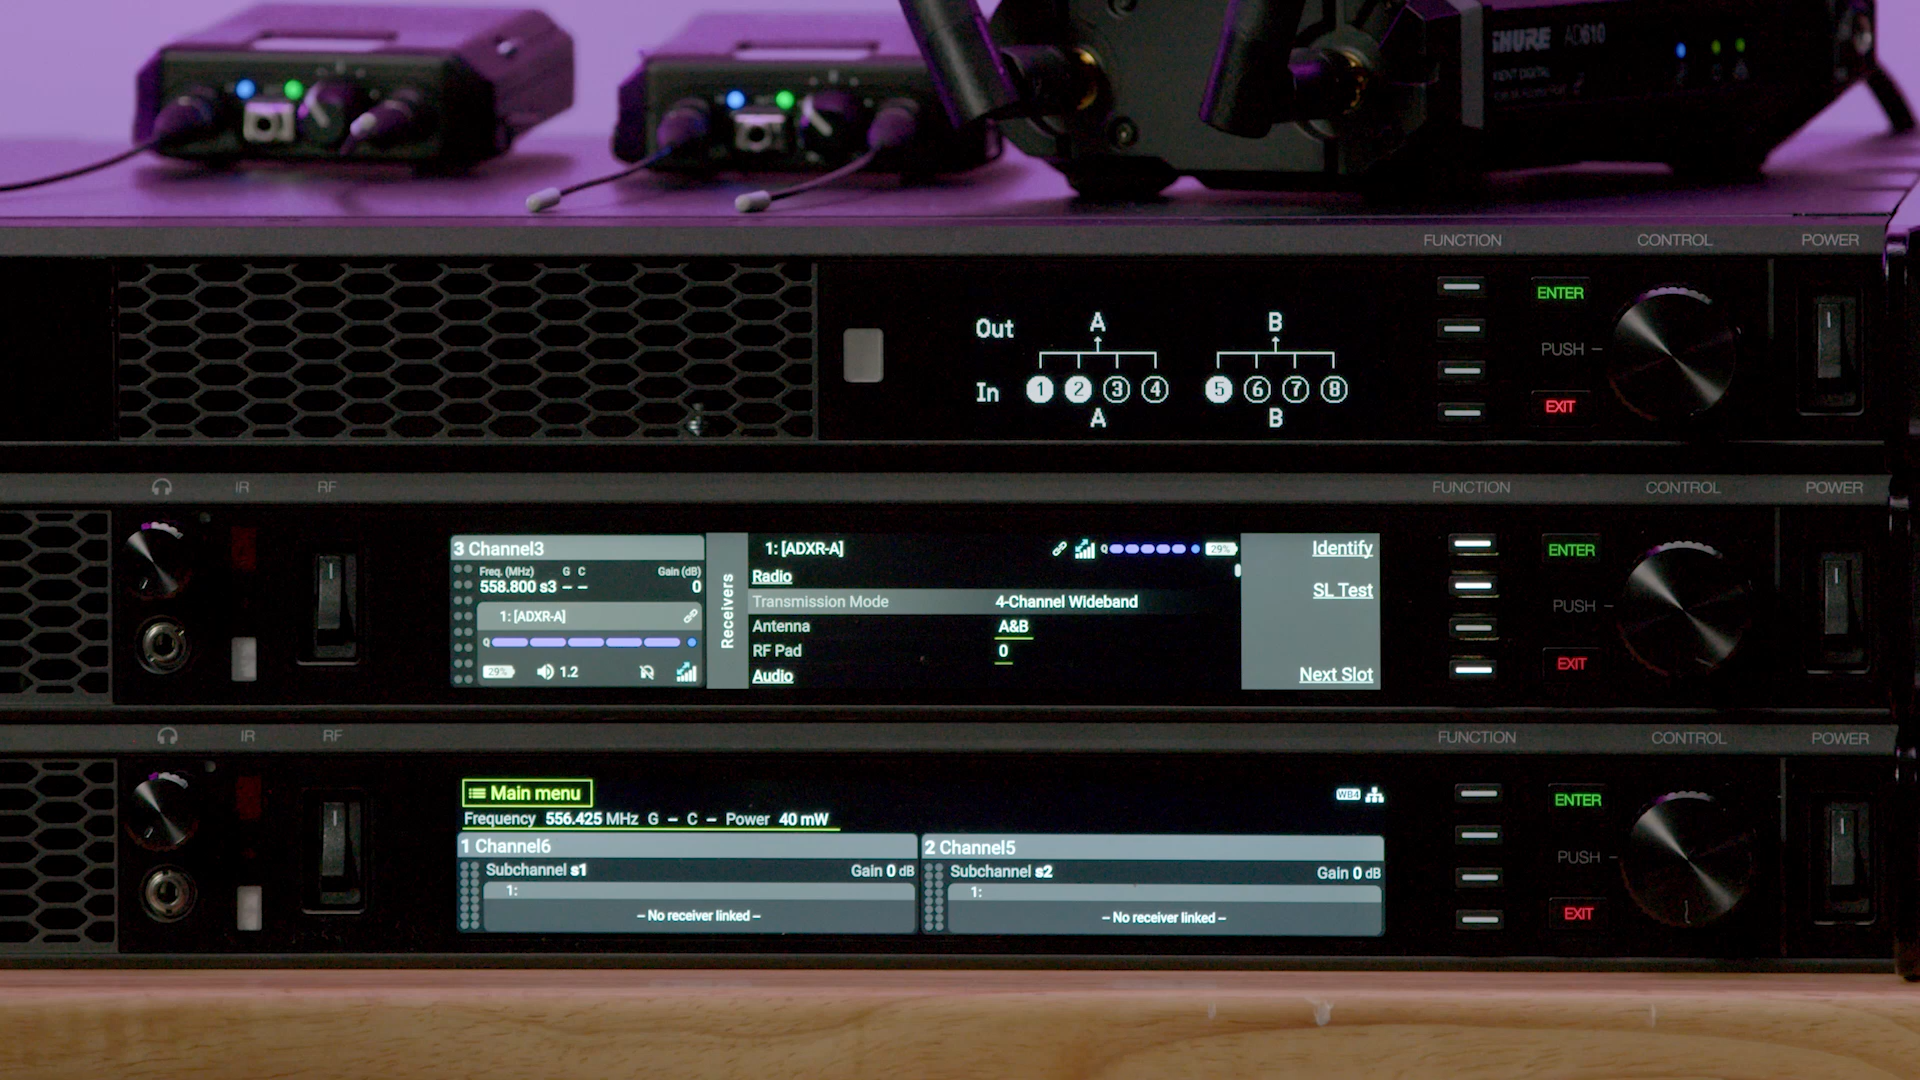 SHURE AD610
FUNCTION CONTROL POWER
Out A B
In 1 2 3 4 5 6 7 8
A B
ENTER
PUSH –
EXIT
IR RF FUNCTION CONTROL POWER
3 Channel3
Freq. (MHz) G C Gain (dB)
558.800 s3 – – 0
1: [ADXR-A]
Q
29% 1.2
Receivers
1: [ADXR-A] Q 29%
Radio
Transmission Mode 4-Channel Wideband
Antenna A&B
RF Pad 0
Audio
Identify
SL Test
Next Slot
ENTER
PUSH –
EXIT
IR RF FUNCTION CONTROL POWER
Main menu WB4
Frequency 556.425 MHz G – C – Power 40 mW
1 Channel6
Subchannel s1 Gain 0 dB
1:
– No receiver linked –
2 Channel5
Subchannel s2 Gain 0 dB
1:
– No receiver linked –
ENTER
PUSH –
EXIT